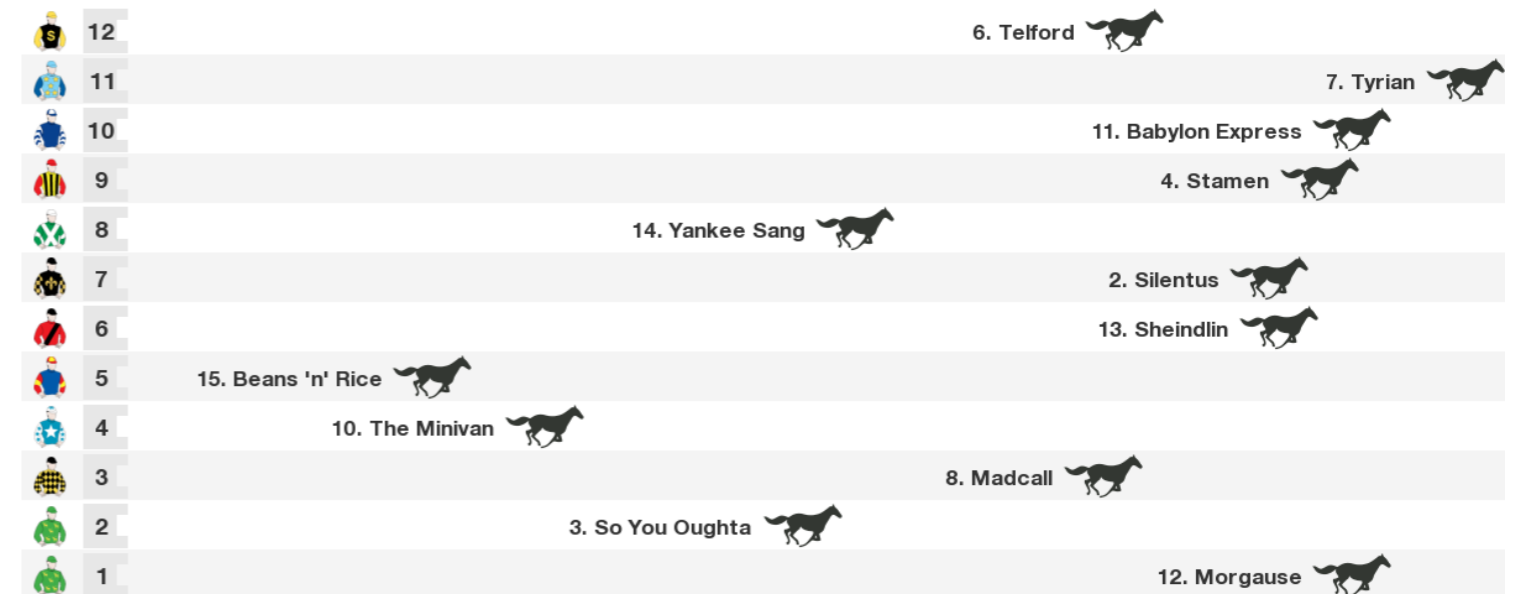 12 6. Telford
11 7. Tyrian
10 11. Babylon Express
9 4. Stamen
8 14. Yankee Sang
7 2. Silentus
6 13. Sheindlin
5 15. Beans 'n' Rice
4 10. The Minivan
3 8. Madcall
2 3. So You Oughta
1 12. Morgause